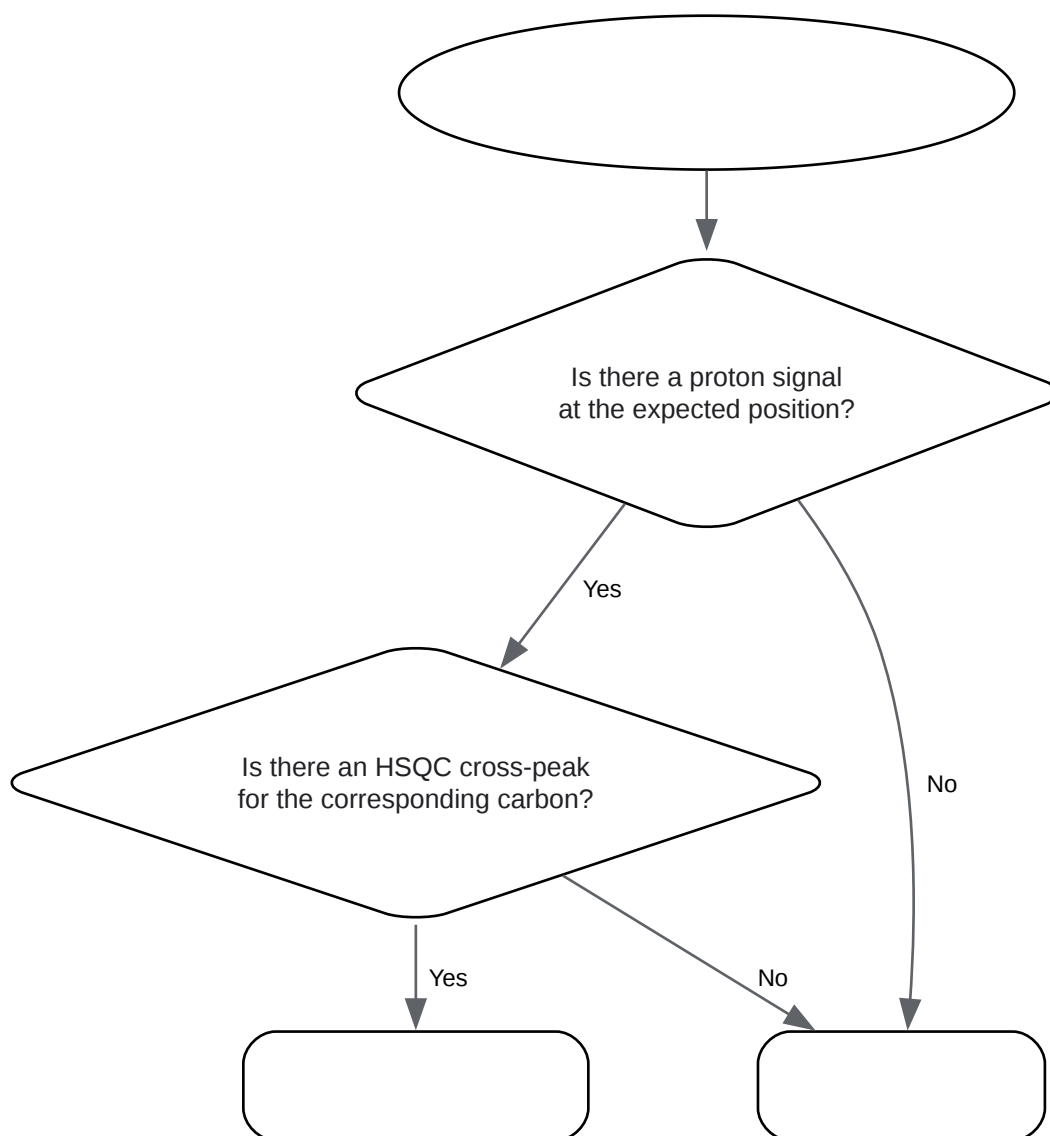 Is there a proton signal
at the expected position?
Yes
Is there an HSQC cross-peak
for the corresponding carbon?
No
Yes
No